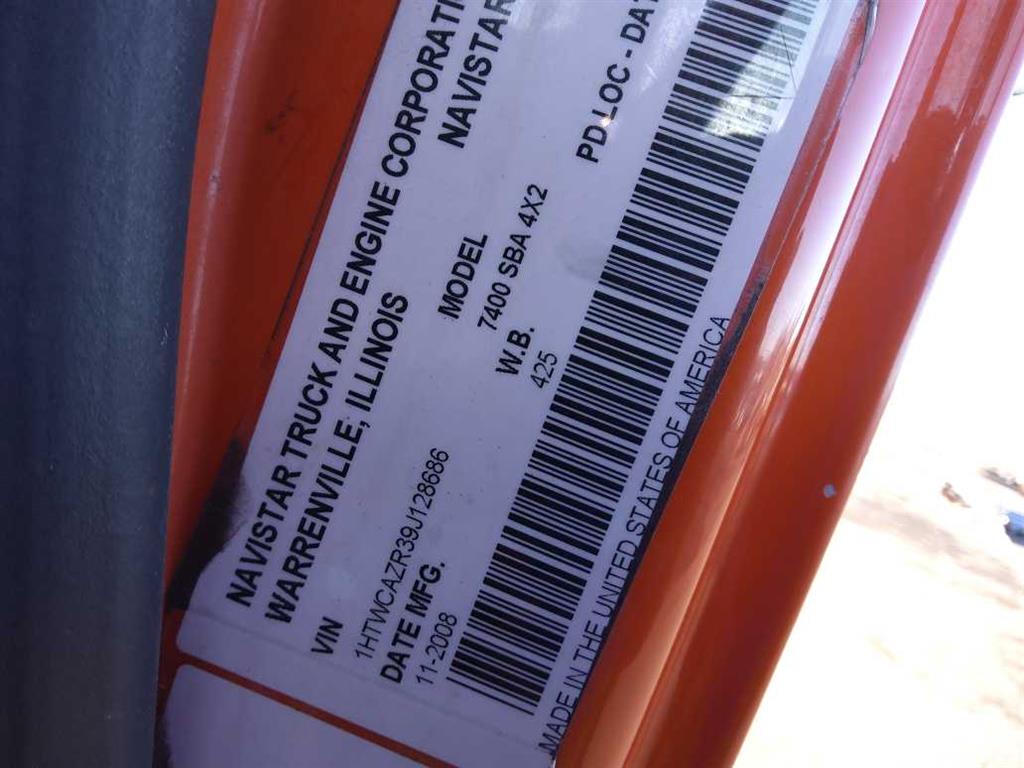 NAVISTAR TRUCK AND ENGINE CORPORATI
WARRENVILLE, ILLINOIS
NAVISTAR
VIN
1HTWCAZR39J128686
MODEL
7400 SBA 4X2
DATE MFG.
11-2008
W.B.
425
PD LOC - DAT
MADE IN THE UNITED STATES OF AMERICA